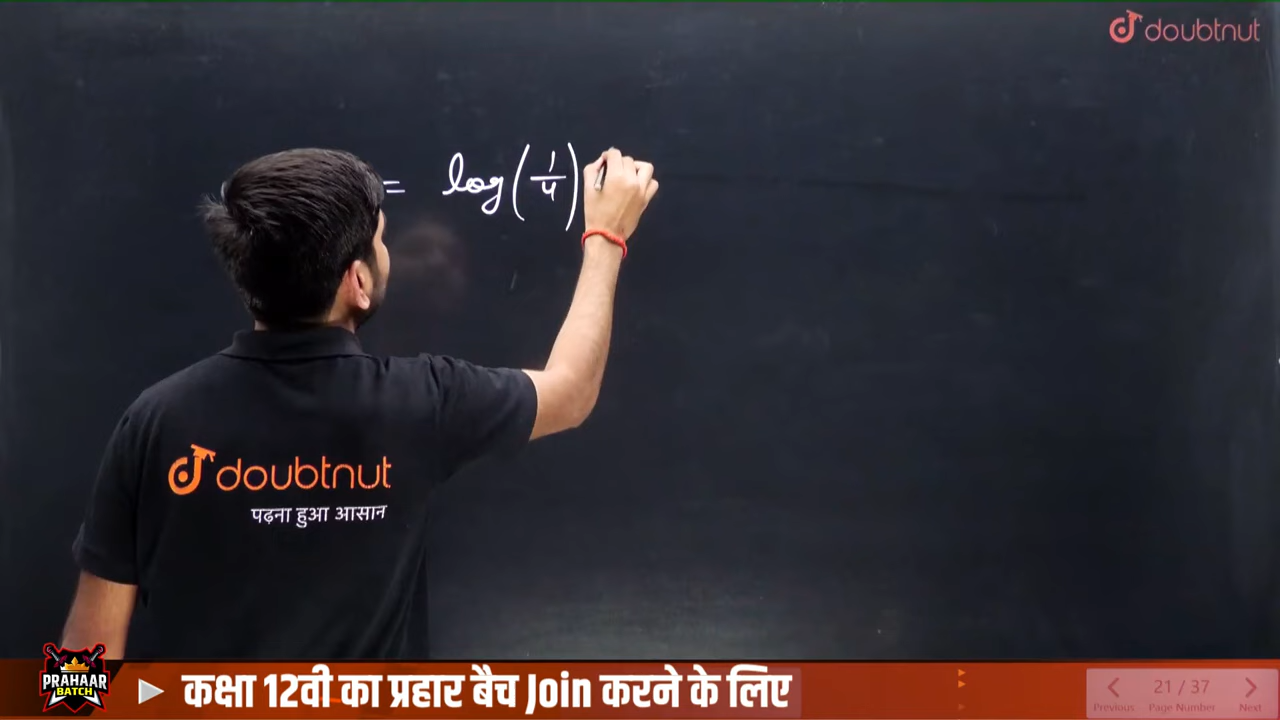 doubtnut
= log(1/4)
doubtnut
पढ़ना हुआ आसान
PRAHAAR
BATCH
कक्षा 12वी का प्रहार बैच Join करने के लिए
21 / 37
Previous Page Number Next